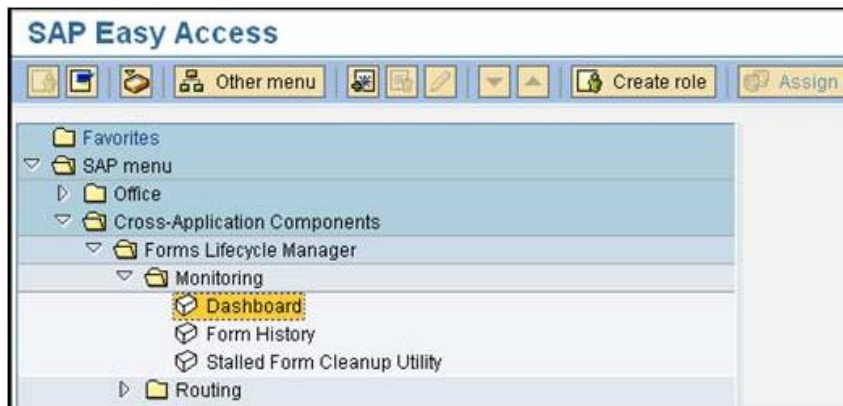 SAP Easy Access
Other menu Create role Assign
Favorites
SAP menu
Office
Cross-Application Components
Forms Lifecycle Manager
Monitoring
Dashboard
Form History
Stalled Form Cleanup Utility
Routing